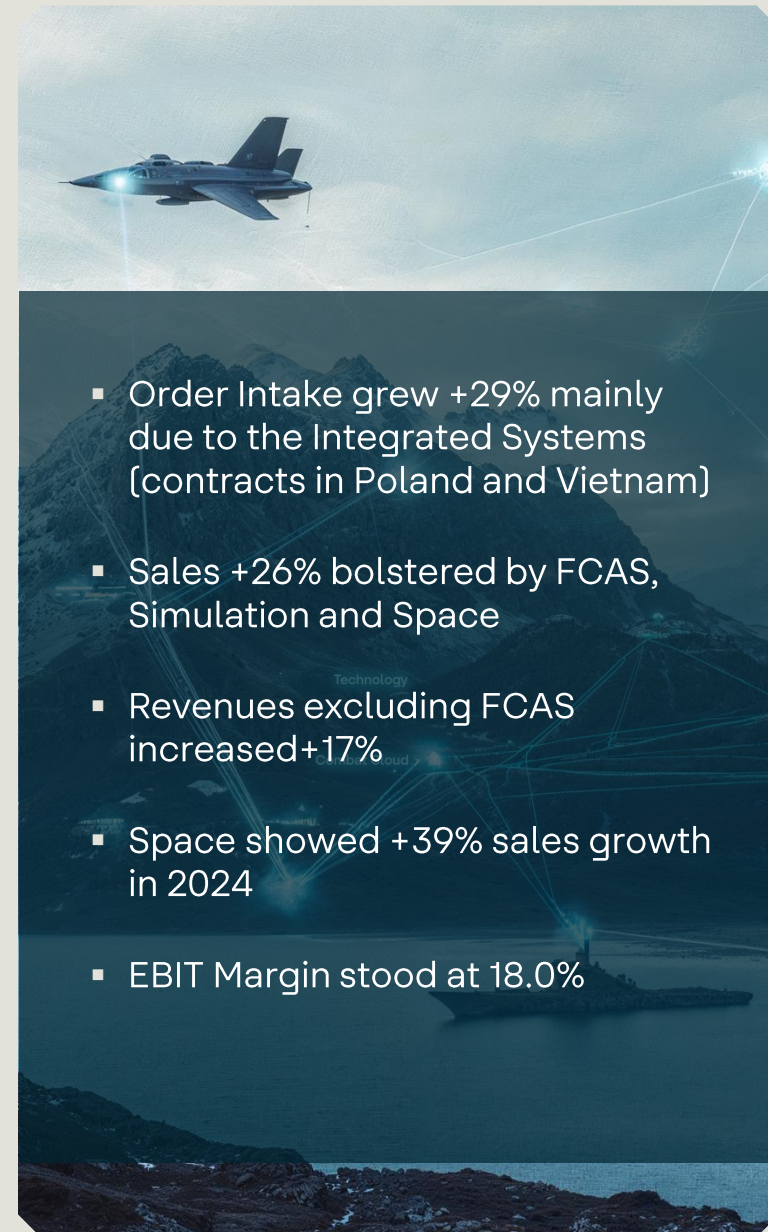 ▪ Order Intake grew +29% mainly
due to the Integrated Systems
(contracts in Poland and Vietnam)
▪ Sales +26% bolstered by FCAS,
Simulation and Space
Technology
▪ Revenues excluding FCAS
increased+17%
Combat Cloud
▪ Space showed +39% sales growth
in 2024
▪ EBIT Margin stood at 18.0%